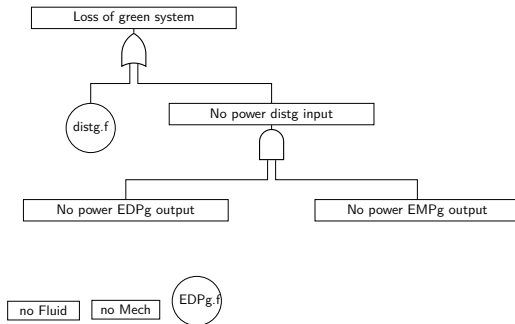 Loss of green system
distg.f
No power distg input
No power EDPg output
No power EMPg output
no Fluid
no Mech
EDPg.f